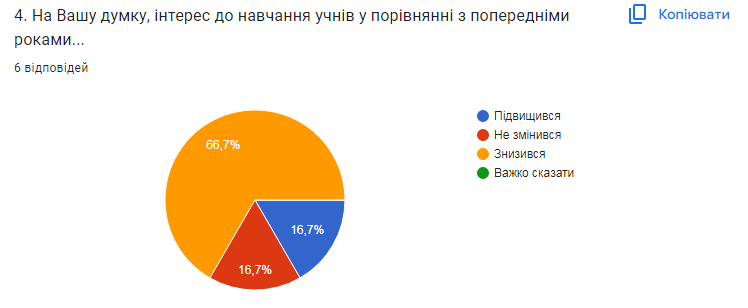 4. На Вашу думку, інтерес до навчання учнів у порівнянні з попередніми
роками...
Копіювати
6 відповідей
66,7%
16,7%
16,7%
Підвищився
Не змінився
Знизився
Важко сказати